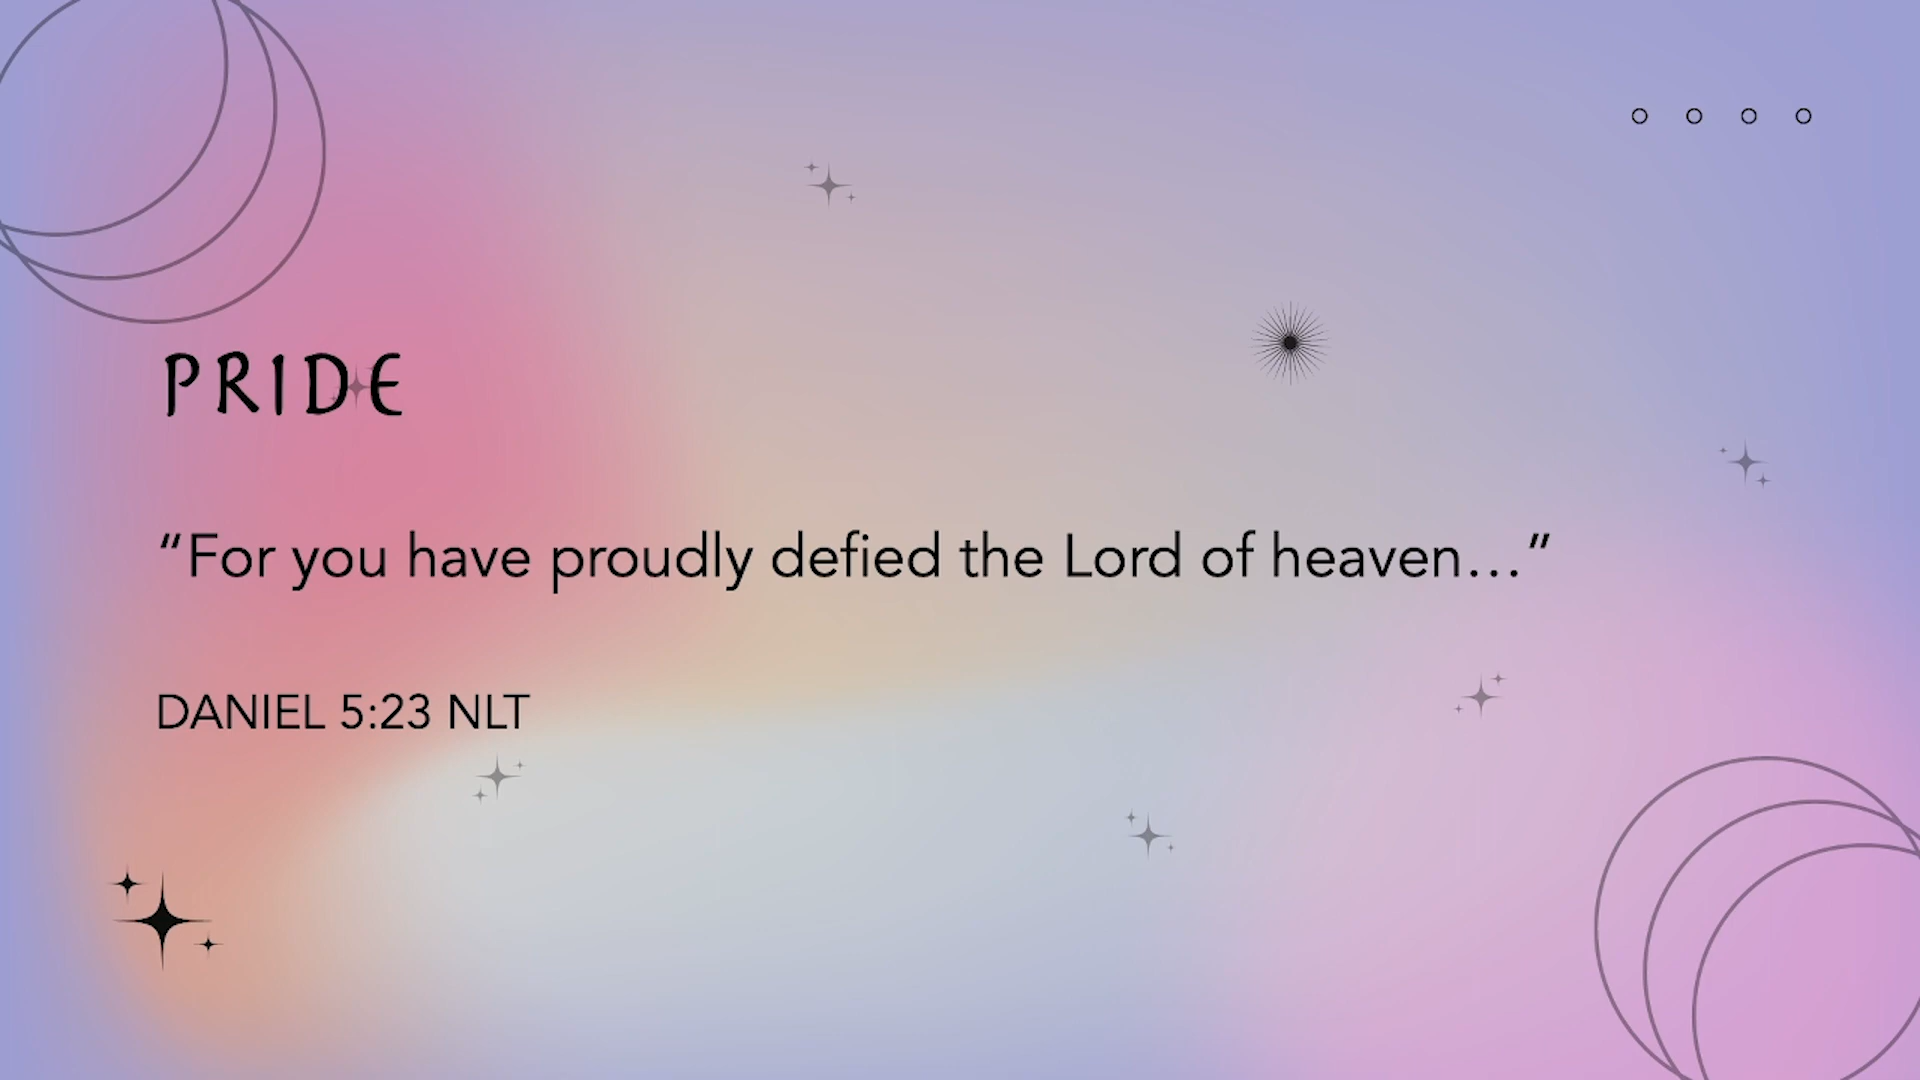 PRIDE
“For you have proudly defied the Lord of heaven…”
DANIEL 5:23 NLT